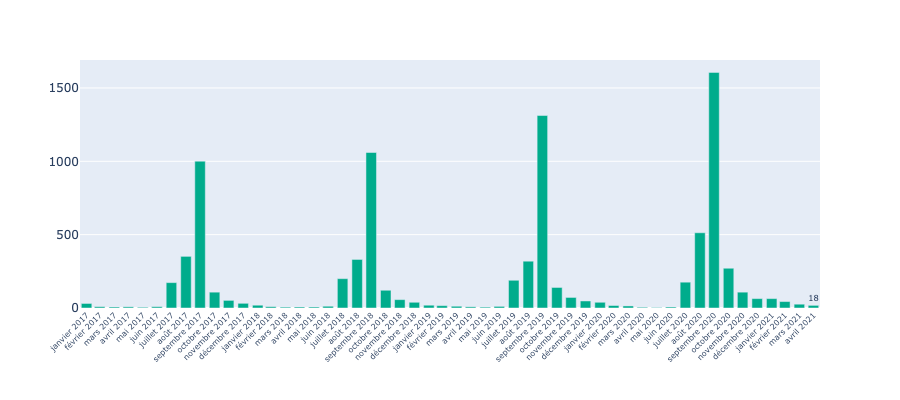 1500
1000
500
0
18
janvier 2017
février 2017
mars 2017
avril 2017
mai 2017
juin 2017
juillet 2017
août 2017
septembre 2017
octobre 2017
novembre 2017
décembre 2017
janvier 2018
février 2018
mars 2018
avril 2018
mai 2018
juin 2018
juillet 2018
août 2018
septembre 2018
octobre 2018
novembre 2018
décembre 2018
janvier 2019
février 2019
mars 2019
avril 2019
mai 2019
juin 2019
juillet 2019
août 2019
septembre 2019
octobre 2019
novembre 2019
décembre 2019
janvier 2020
février 2020
mars 2020
avril 2020
mai 2020
juin 2020
juillet 2020
août 2020
septembre 2020
octobre 2020
novembre 2020
décembre 2020
janvier 2021
février 2021
mars 2021
avril 2021